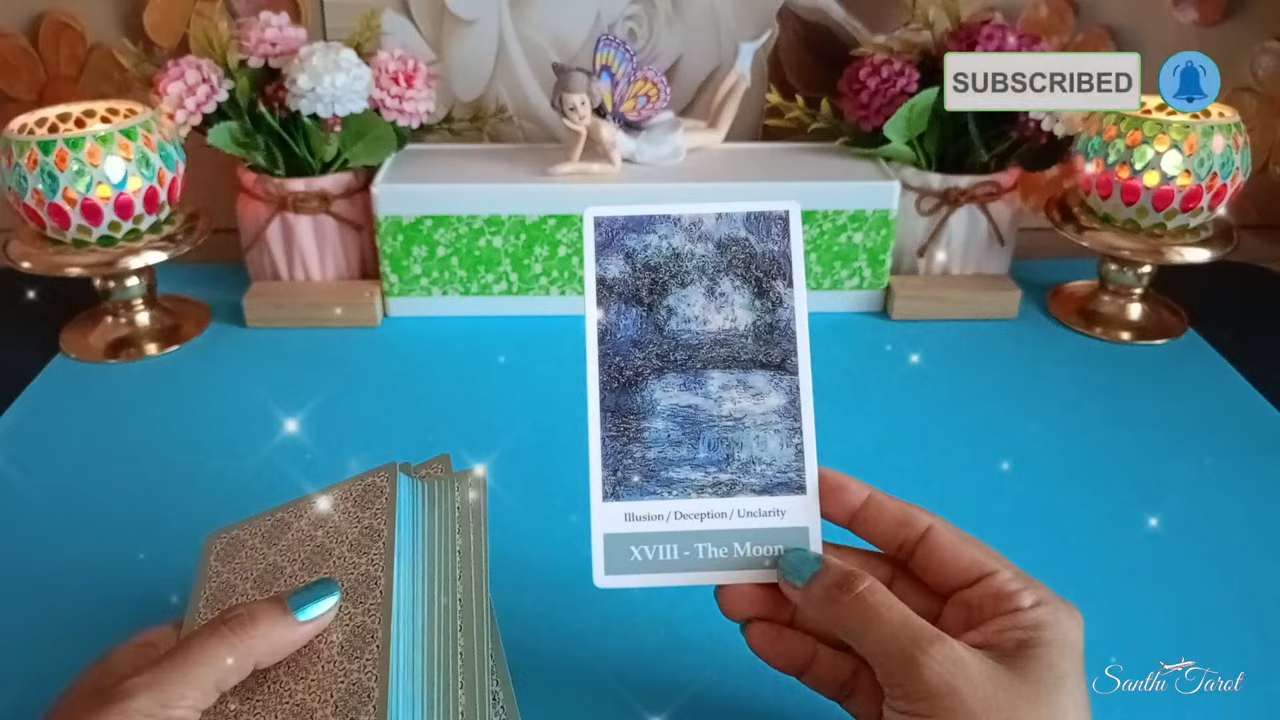 SUBSCRIBED
Illusion / Deception / Unclarity
XVIII - The Moon
Santhi Tarot